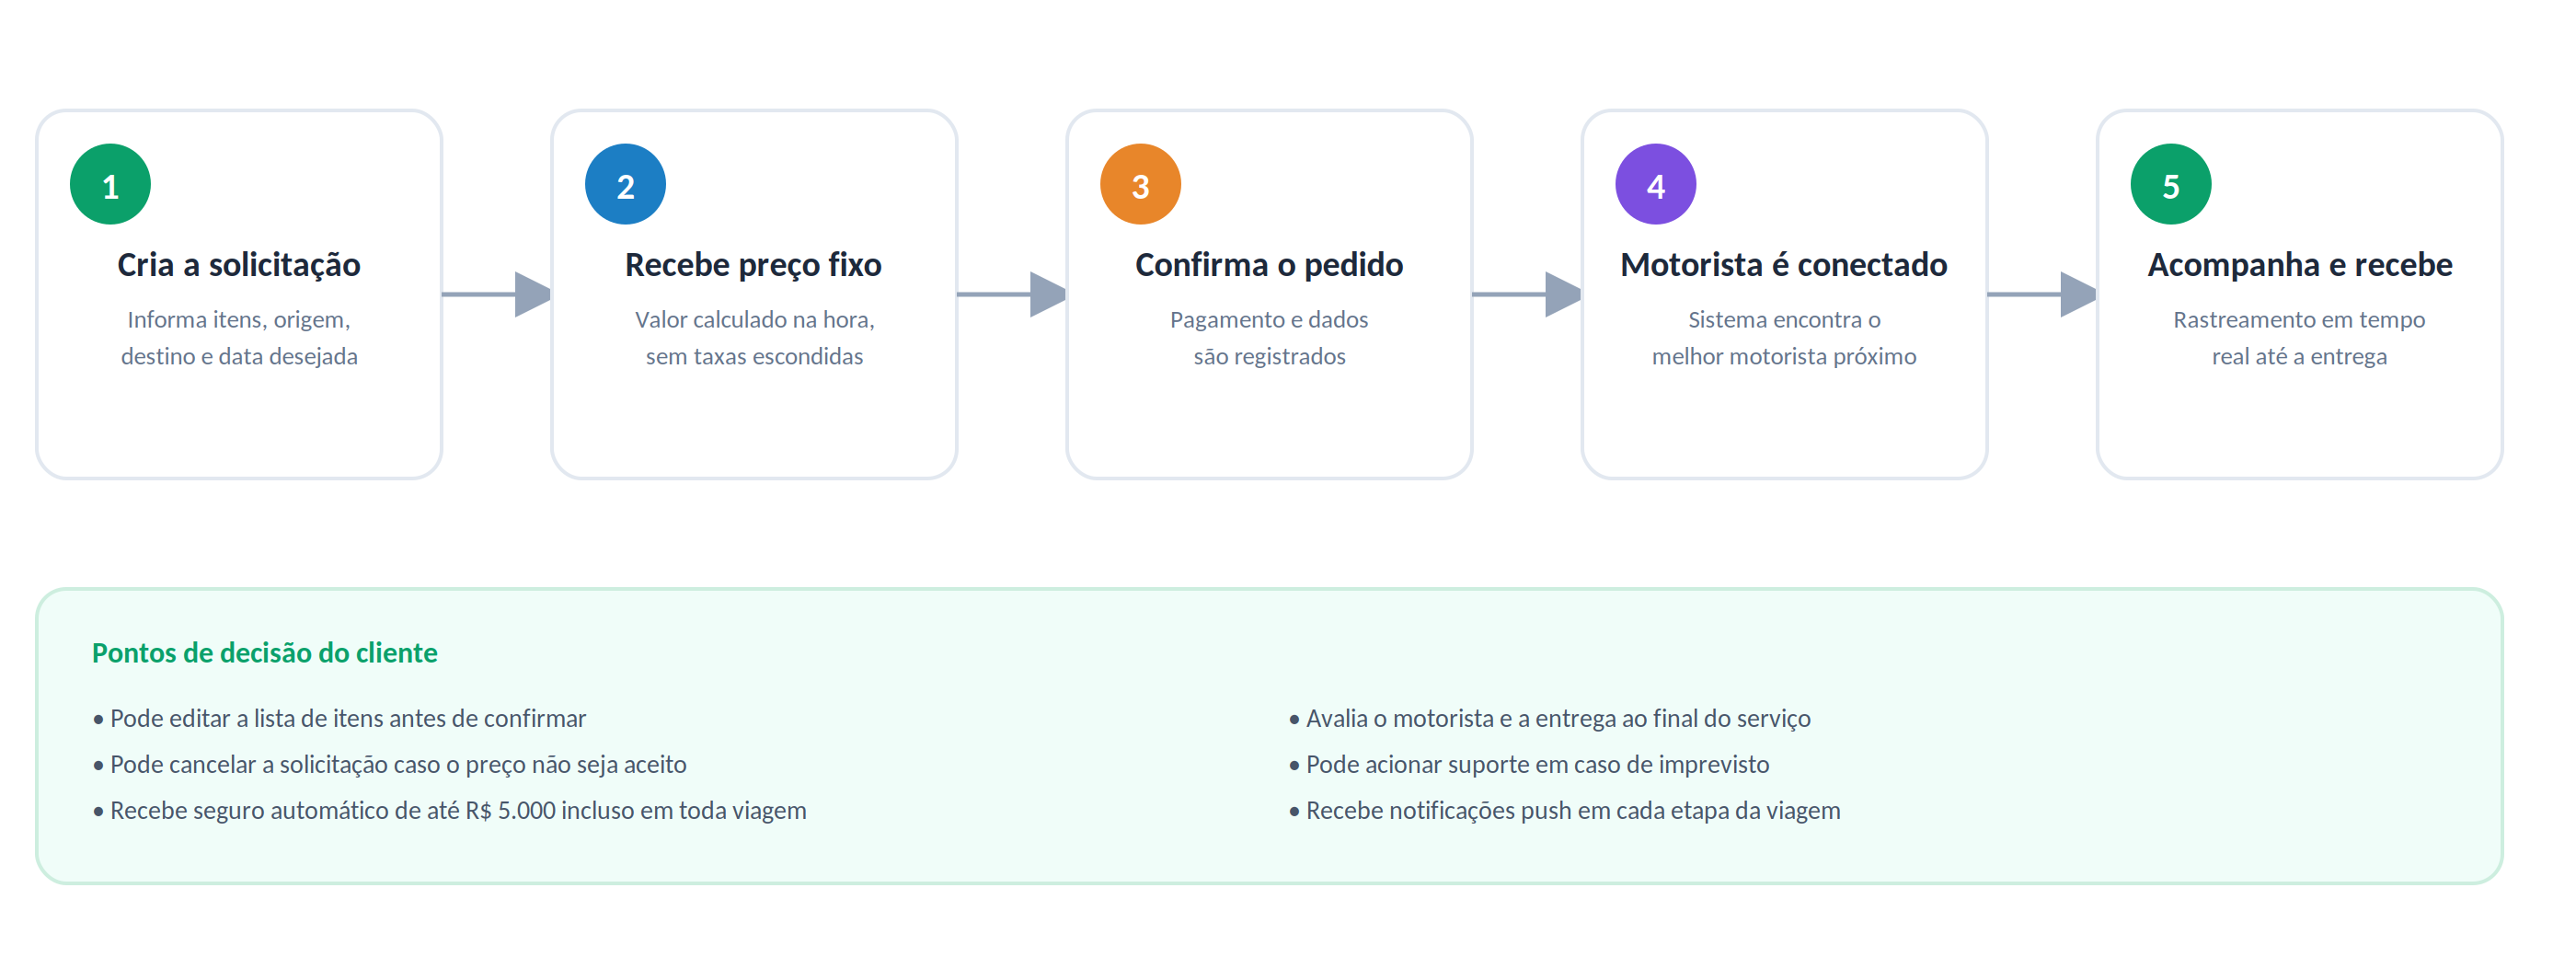 1
Cria a solicitação
Informa itens, origem,
destino e data desejada
2
Recebe preço fixo
Valor calculado na hora,
sem taxas escondidas
3
Confirma o pedido
Pagamento e dados
são registrados
4
Motorista é conectado
Sistema encontra o
melhor motorista próximo
5
Acompanha e recebe
Rastreamento em tempo
real até a entrega
Pontos de decisão do cliente
• Pode editar a lista de itens antes de confirmar
• Pode cancelar a solicitação caso o preço não seja aceito
• Recebe seguro automático de até R$ 5.000 incluso em toda viagem
• Avalia o motorista e a entrega ao final do serviço
• Pode acionar suporte em caso de imprevisto
• Recebe notificações push em cada etapa da viagem